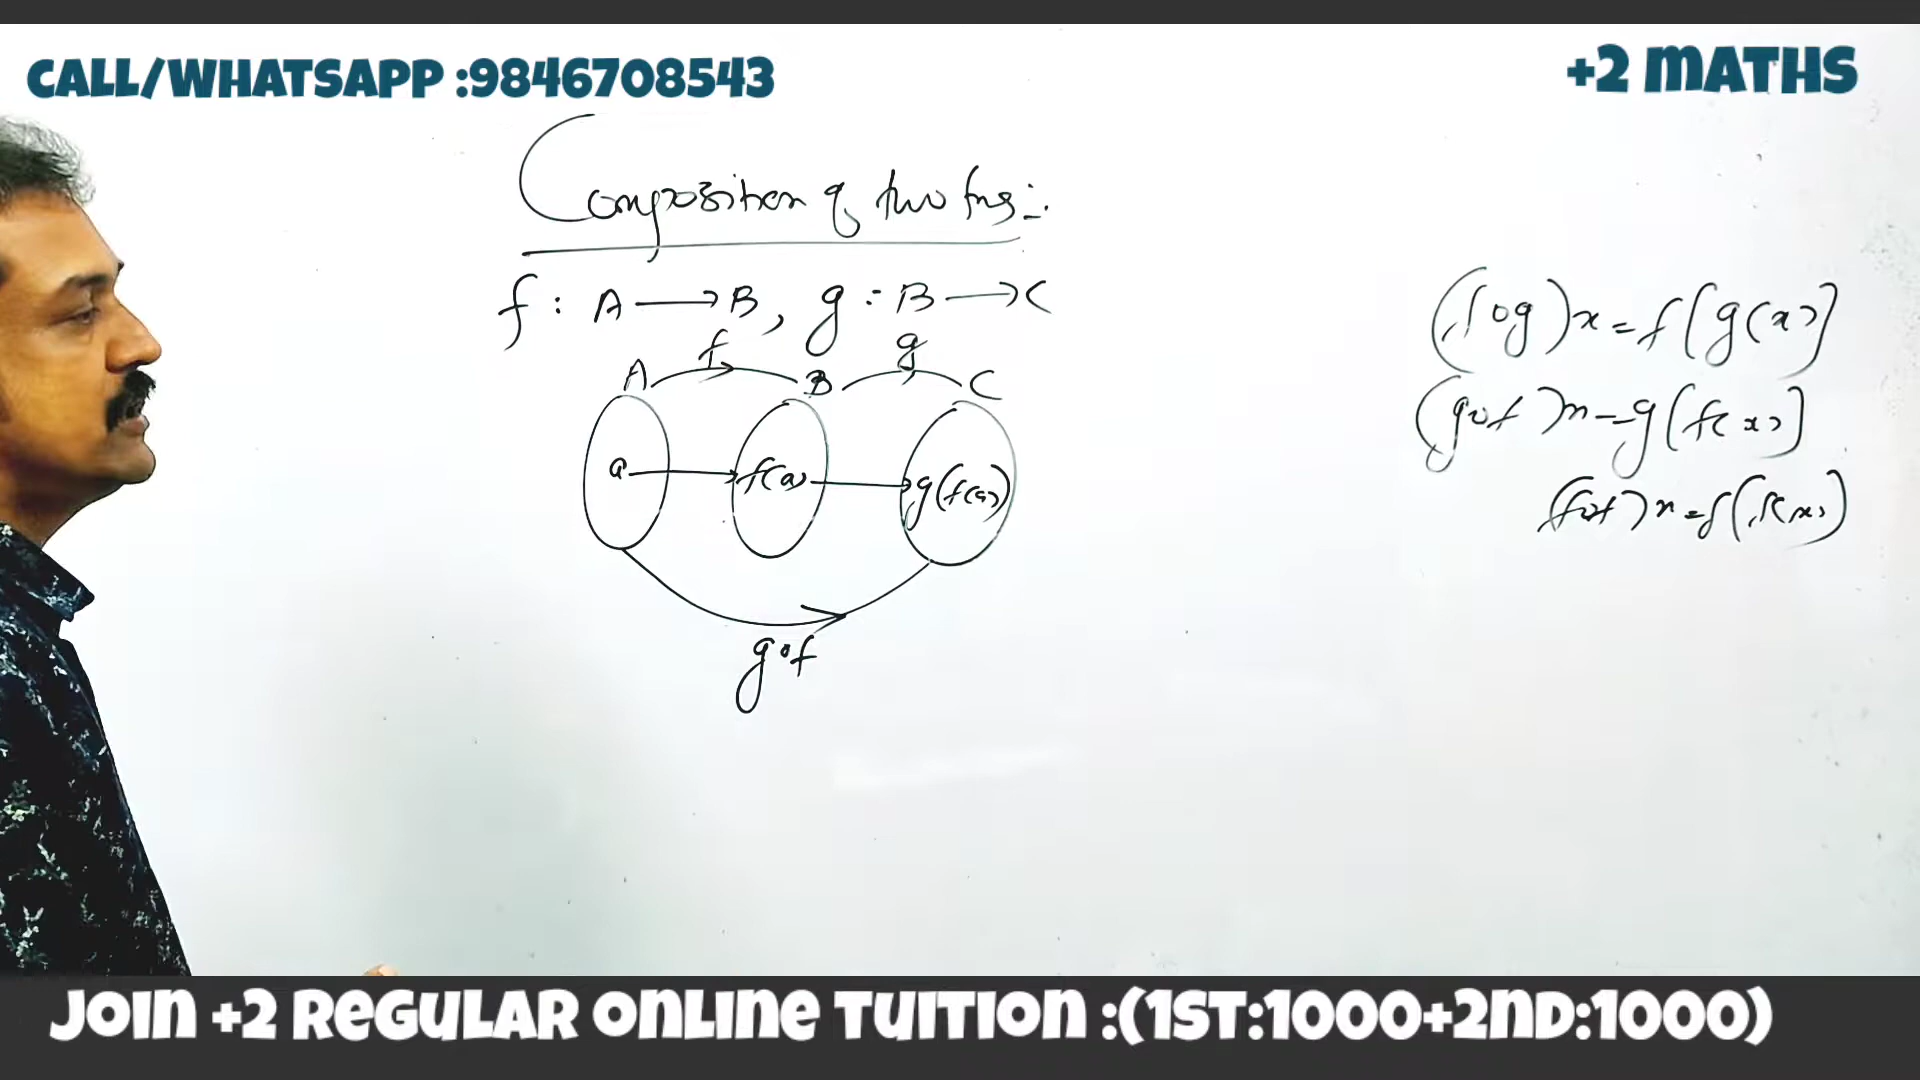 CALL/WHATSAPP :9846708543
+2 MATHS
Composition of two fns:-
f : A → B, g : B → C
f
g
A
B
C
a
f(a)
g(f(a))
gof
(fog)x = f[g(x)]
(gof)x = g[f(x)]
(fof)x = f(f(x))
JOIN +2 REGULAR ONLINE TUITION :(1ST:1000+2ND:1000)